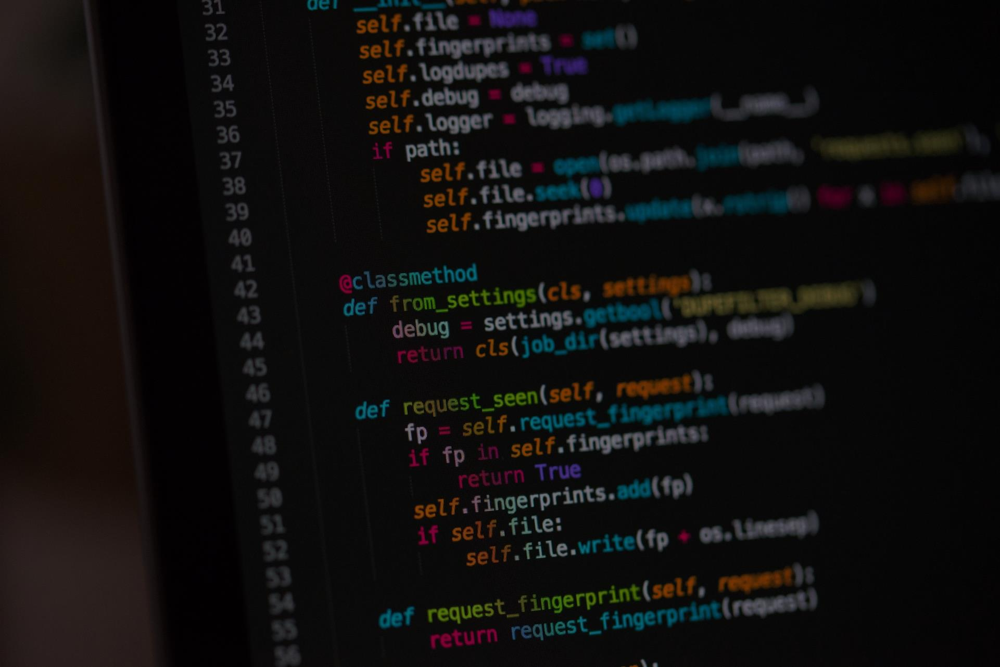 31 def __init__(self,
32 self.file = None
33 self.fingerprints = set()
34 self.logdupes = True
35 self.debug = debug
36 self.logger = logging.getLogger(__name__)
37 if path:
38 self.file = open(os.path.join(path, 'requests.seen'),
39 self.file.seek(0)
40 self.fingerprints.update(x.rstrip() for x in self.file
41
42 @classmethod
43 def from_settings(cls, settings):
44 debug = settings.getbool('DUPEFILTER_DEBUG')
45 return cls(job_dir(settings), debug)
46
47 def request_seen(self, request):
48 fp = self.request_fingerprint(request)
49 if fp in self.fingerprints:
50 return True
51 self.fingerprints.add(fp)
52 if self.file:
53 self.file.write(fp + os.linesep)
54
55 def request_fingerprint(self, request):
56 return request_fingerprint(request)
):